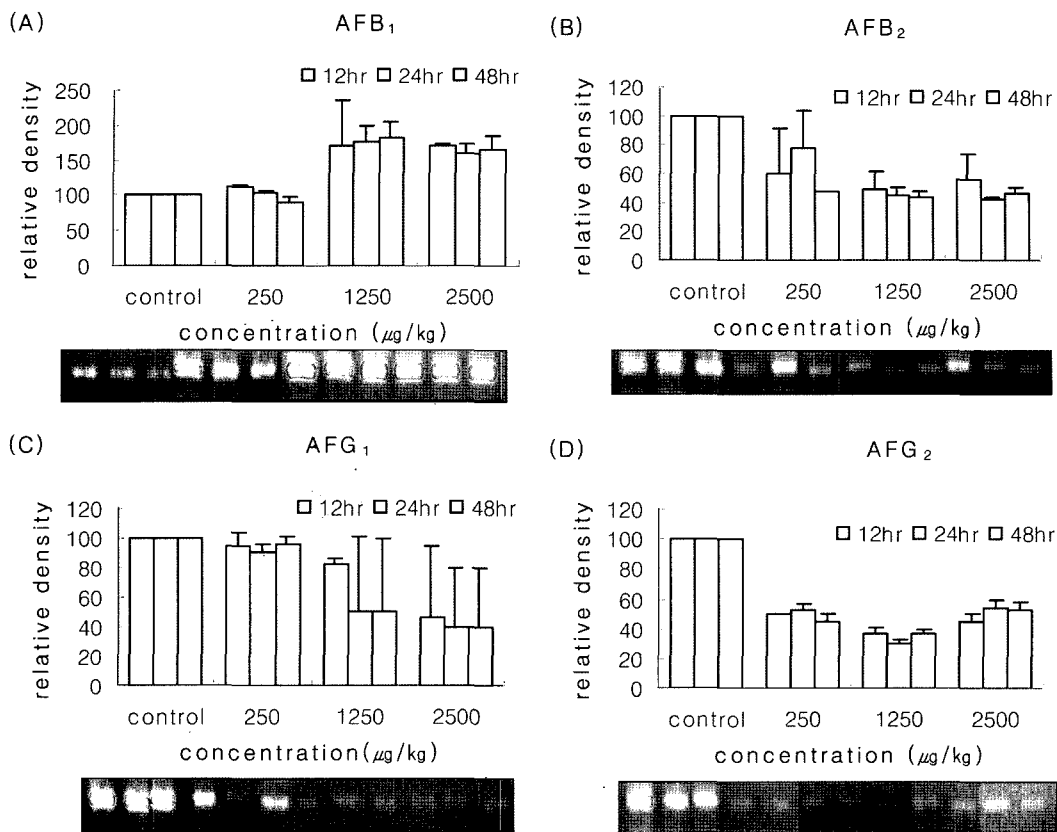 (A) AFB₁
□ 12hr □ 24hr □ 48hr
relative density
250
200
150
100
50
0
control 250 1250 2500
concentration (μg/kg)
(B) AFB₂
□ 12hr □ 24hr □ 48hr
relative density
120
100
80
60
40
20
0
control 250 1250 2500
concentration (μg/kg)
(C) AFG₁
□ 12hr □ 24hr □ 48hr
relative density
120
100
80
60
40
20
0
control 250 1250 2500
concentration(μg/kg)
(D) AFG₂
□ 12hr □ 24hr □ 48hr
relative density
120
100
80
60
40
20
0
control 250 1250 2500
concentration (μg/kg)